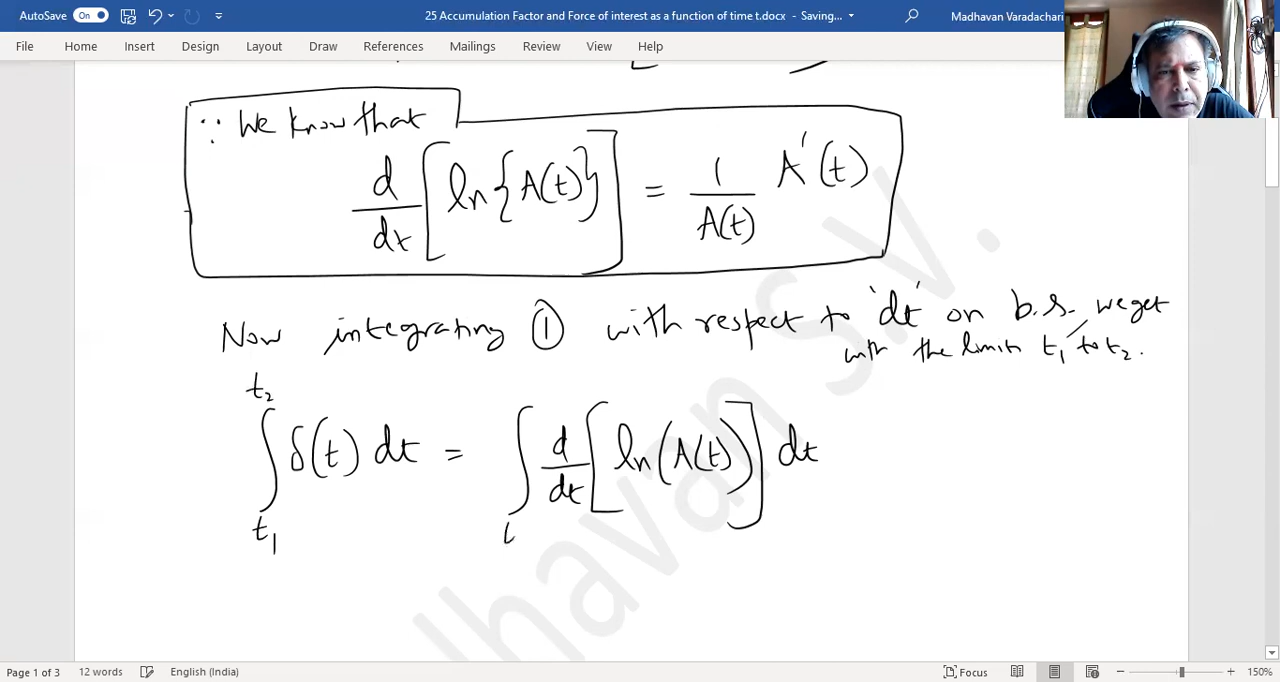 AutoSave On 25 Accumulation Factor and Force of interest as a function of time t.docx - Saving... Madhavan Varadachari
File Home Insert Design Layout Draw References Mailings Review View Help
∵ We know that
d/dt [ln{A(t)}] = 1/A(t) A'(t)
Now integrating ① with respect to 'dt' on b.s. we get
with the limits t₁ to t₂.
∫_{t₁}^{t₂} δ(t) dt = ∫ d/dt [ln(A(t))] dt
dhavan S.V.
Page 1 of 3 12 words English (India) Focus 150%